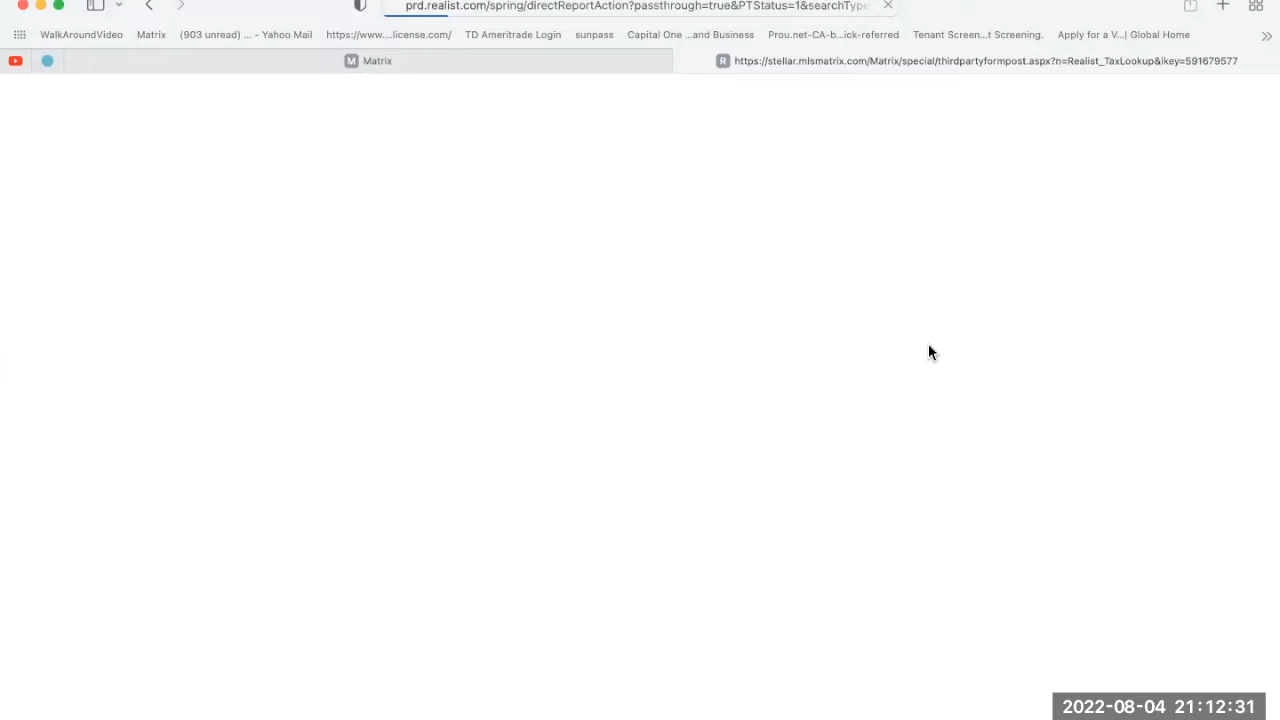 prd.realist.com/spring/directReportAction?passthrough=true&PTStatus=1&searchType
WalkAroundVideo Matrix (903 unread) ... - Yahoo Mail https://www....license.com/ TD Ameritrade Login sunpass Capital One ...and Business Prou.net-CA-b...ick-referred Tenant Screen...t Screening. Apply for a V...| Global Home
M Matrix R https://stellar.mlsmatrix.com/Matrix/special/thirdpartyformpost.aspx?n=Realist_TaxLookup&ikey=591679577
2022-08-04 21:12:31